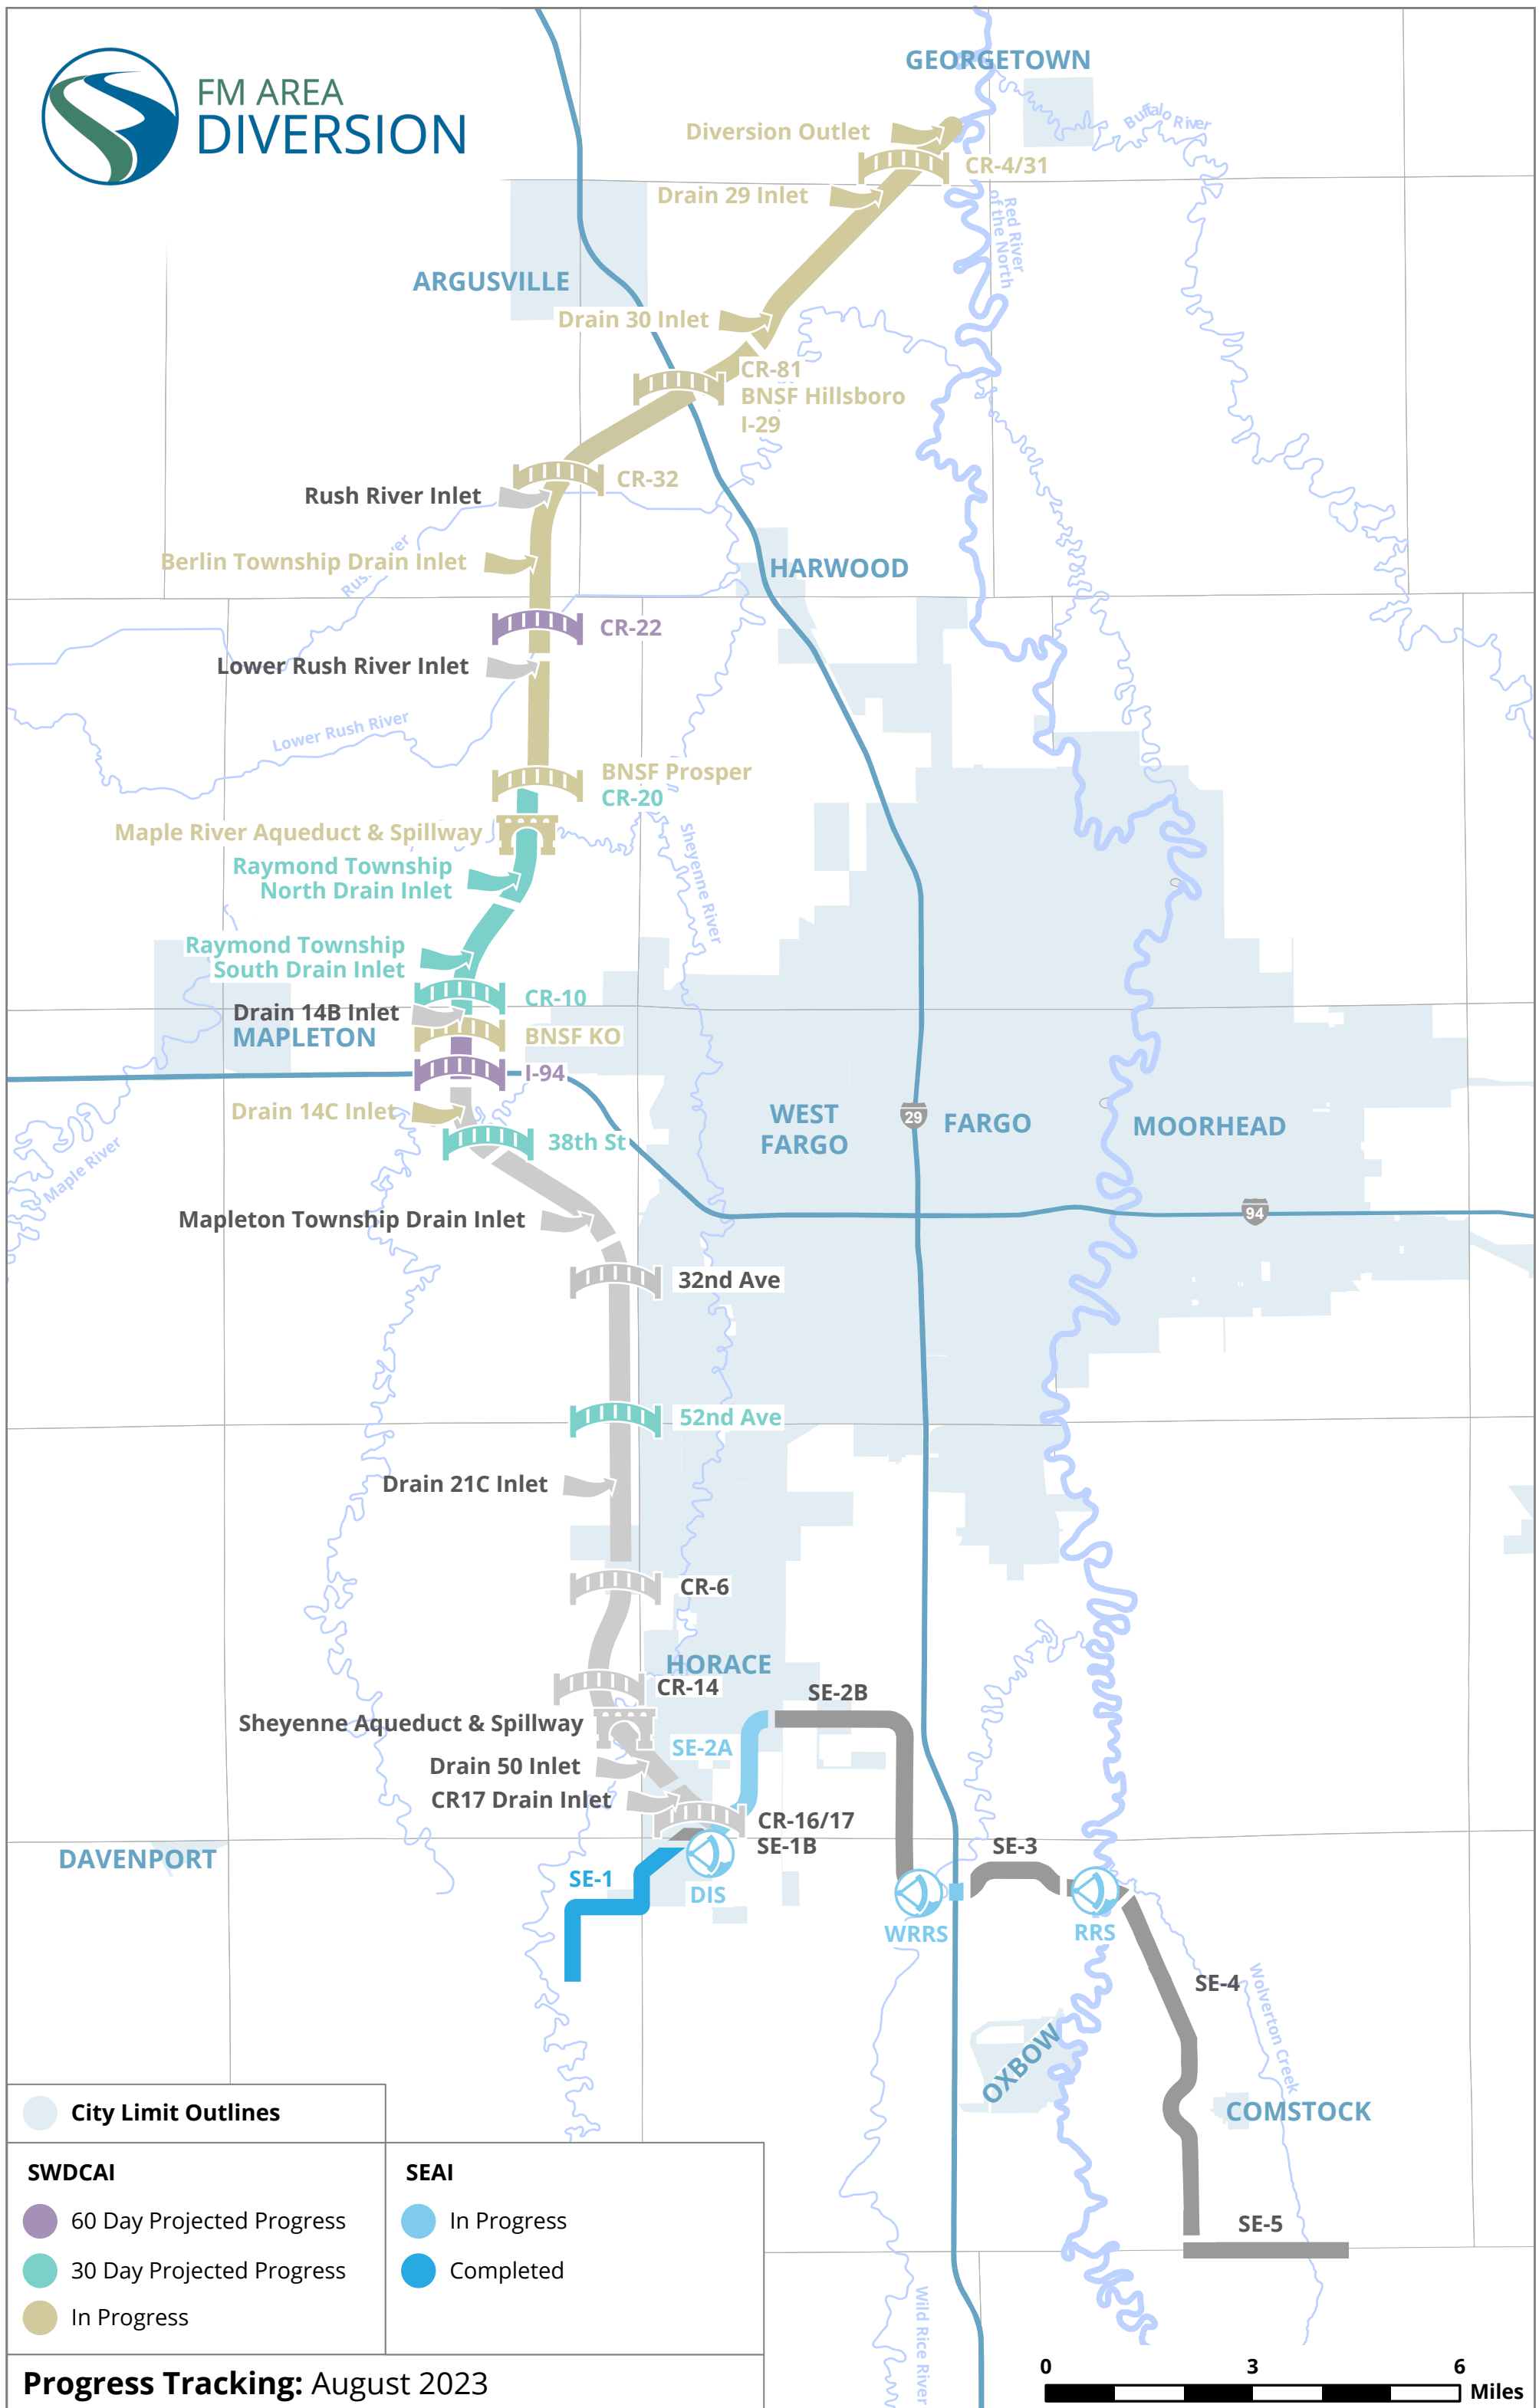 FM AREA
DIVERSION
GEORGETOWN
Buffalo River
Diversion Outlet
CR-4/31
Drain 29 Inlet
Red River
of the North
ARGUSVILLE
Drain 30 Inlet
CR-81
BNSF Hillsboro
I-29
CR-32
Rush River Inlet
Berlin Township Drain Inlet
HARWOOD
CR-22
Lower Rush River Inlet
Lower Rush River
BNSF Prosper
CR-20
Maple River Aqueduct & Spillway
Sheyenne River
Raymond Township
North Drain Inlet
Raymond Township
South Drain Inlet
CR-10
Drain 14B Inlet
MAPLETON
BNSF KO
I-94
Drain 14C Inlet
WEST
FARGO
29
FARGO
MOORHEAD
38th St
Maple River
Mapleton Township Drain Inlet
94
32nd Ave
52nd Ave
Drain 21C Inlet
CR-6
HORACE
CR-14
SE-2B
Sheyenne Aqueduct & Spillway
SE-2A
Drain 50 Inlet
CR17 Drain Inlet
CR-16/17
SE-1B
SE-3
DAVENPORT
SE-1
DIS
WRRS
RRS
SE-4
Wolverton Creek
OXBOW
COMSTOCK
SE-5
Wild Rice River
City Limit Outlines
SWDCAI
60 Day Projected Progress
30 Day Projected Progress
In Progress
SEAI
In Progress
Completed
Progress Tracking: August 2023
0 3 6
Miles